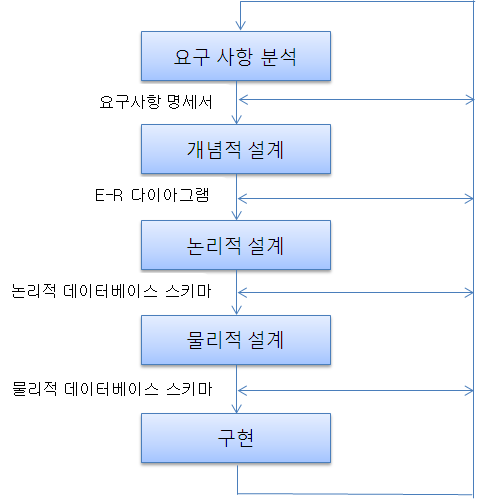 요구 사항 분석
요구사항 명세서
개념적 설계
E-R 다이아그램
논리적 설계
논리적 데이터베이스 스키마
물리적 설계
물리적 데이터베이스 스키마
구현